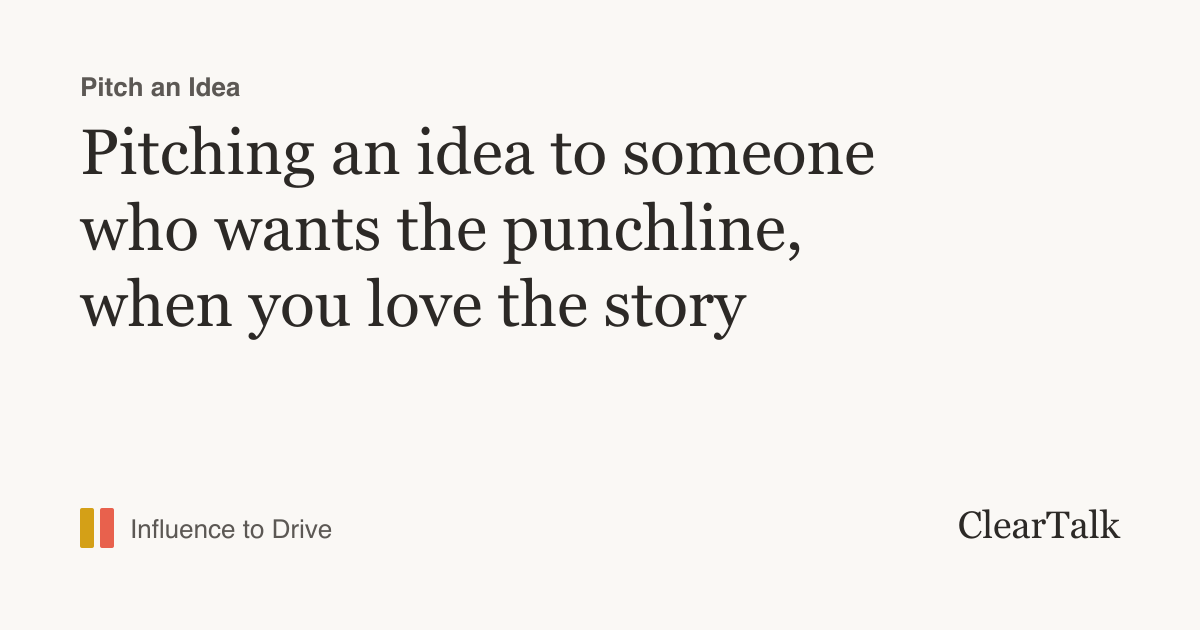 Pitch an Idea
Pitching an idea to someone
who wants the punchline,
when you love the story
Influence to Drive
ClearTalk